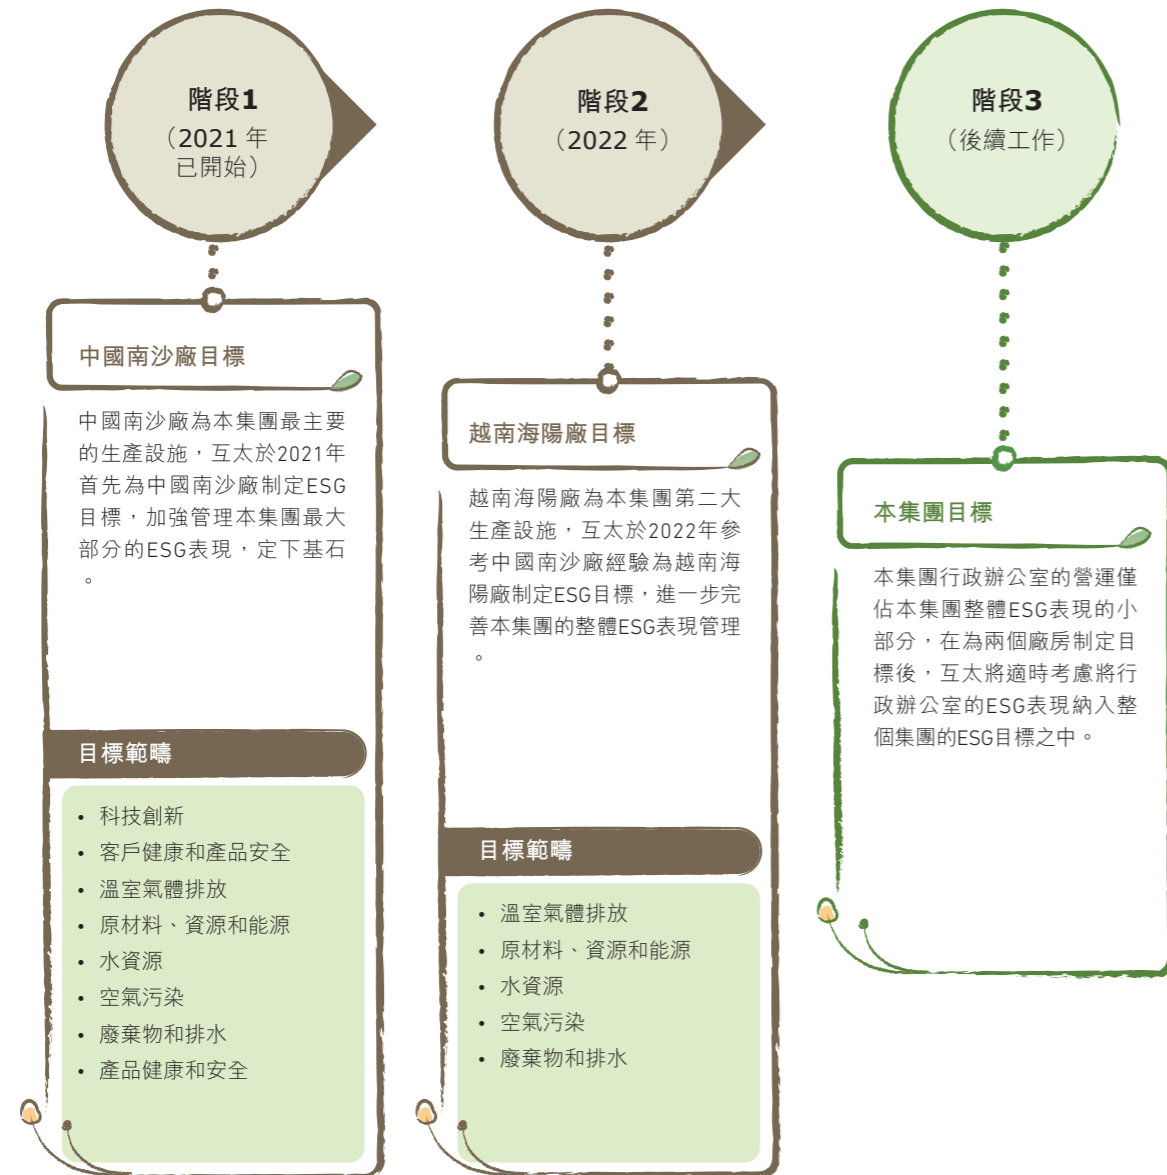 階段1
（2021 年
已開始）
中國南沙廠目標
中國南沙廠為本集團最主要
的生產設施，互太於2021年
首先為中國南沙廠制定ESG
目標，加強管理本集團最大
部分的ESG表現，定下基石
。
目標範疇
• 科技創新
• 客戶健康和產品安全
• 溫室氣體排放
• 原材料、資源和能源
• 水資源
• 空氣污染
• 廢棄物和排水
• 產品健康和安全
階段2
（2022 年）
越南海陽廠目標
越南海陽廠為本集團第二大
生產設施，互太於2022年參
考中國南沙廠經驗為越南海
陽廠制定ESG目標，進一步完
善本集團的整體ESG表現管理
。
目標範疇
• 溫室氣體排放
• 原材料、資源和能源
• 水資源
• 空氣污染
• 廢棄物和排水
階段3
（後續工作）
本集團目標
本集團行政辦公室的營運僅
佔本集團整體ESG表現的小
部分，在為兩個廠房制定目
標後，互太將適時考慮將行
政辦公室的ESG表現納入整
個集團的ESG目標之中。